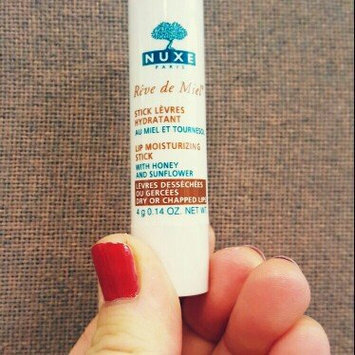 NUXE
PARIS
Rêve de Miel®
STICK LÈVRES
HYDRATANT
AU MIEL ET TOURNESOL
LIP MOISTURIZING
STICK
WITH HONEY
AND SUNFLOWER
LEVRES DESSÉCHÉES
OU GERCÉES
DRY OR CHAPPED LIPS
4 g 0.14 OZ. NET WT